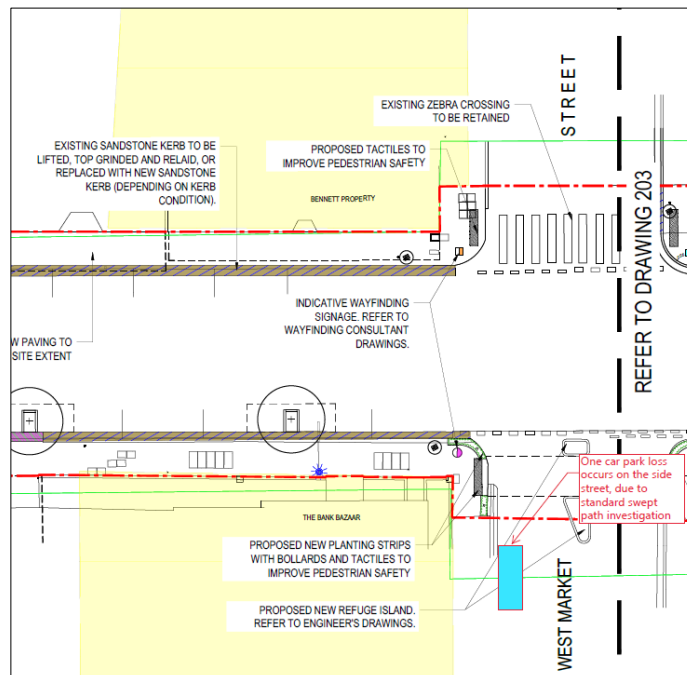 STREET
EXISTING ZEBRA CROSSING
TO BE RETAINED
EXISTING SANDSTONE KERB TO BE
LIFTED, TOP GRINDED AND RELAID, OR
REPLACED WITH NEW SANDSTONE
KERB (DEPENDING ON KERB
CONDITION).
PROPOSED TACTILES TO
IMPROVE PEDESTRIAN SAFETY
BENNETT PROPERTY
REFER TO DRAWING 203
INDICATIVE WAYFINDING
SIGNAGE. REFER TO
WAYFINDING CONSULTANT
DRAWINGS.
W PAVING TO
SITE EXTENT
One car park loss
occurs on the side
street, due to
standard swept
path investigation
THE BANK BAZAAR
PROPOSED NEW PLANTING STRIPS
WITH BOLLARDS AND TACTILES TO
IMPROVE PEDESTRIAN SAFETY
PROPOSED NEW REFUGE ISLAND.
REFER TO ENGINEER'S DRAWINGS.
WEST MARKET